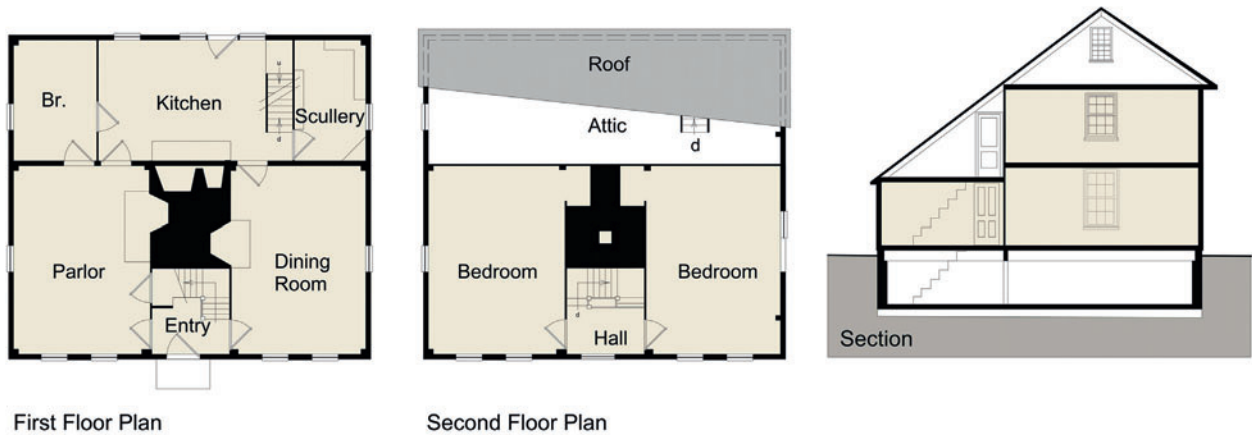 Br.
Kitchen
u
Scullery
d
Parlor
Dining
Room
Entry
First Floor Plan
Roof
Attic
d
Bedroom
Bedroom
d
Hall
Second Floor Plan
Section